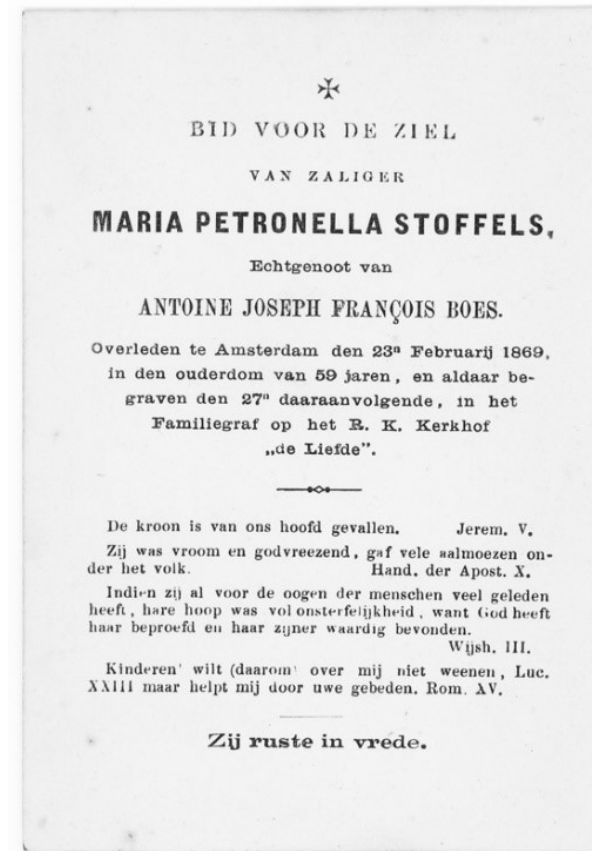 BID VOOR DE ZIEL
VAN ZALIGER
MARIA PETRONELLA STOFFELS,
Echtgenoot van
ANTOINE JOSEPH FRANÇOIS BOES.
Overleden te Amsterdam den 23ⁿ Februarij 1869,
in den ouderdom van 59 jaren, en aldaar be-
graven den 27ⁿ daaraanvolgende, in het
Familiegraf op het R. K. Kerkhof
„de Liefde”.
De kroon is van ons hoofd gevallen. Jerem. V.
Zij was vroom en godvreezend, gaf vele aalmoezen on-
der het volk. Hand. der Apost. X.
Indien zij al voor de oogen der menschen veel geleden
heeft, hare hoop was vol onsterfelijkheid, want God heeft
haar beproefd en haar zijner waardig bevonden.
Wijsh. III.
Kinderen' wilt (daarom) over mij niet weenen, Luc.
XXIII maar helpt mij door uwe gebeden. Rom. XV.
Zij ruste in vrede.